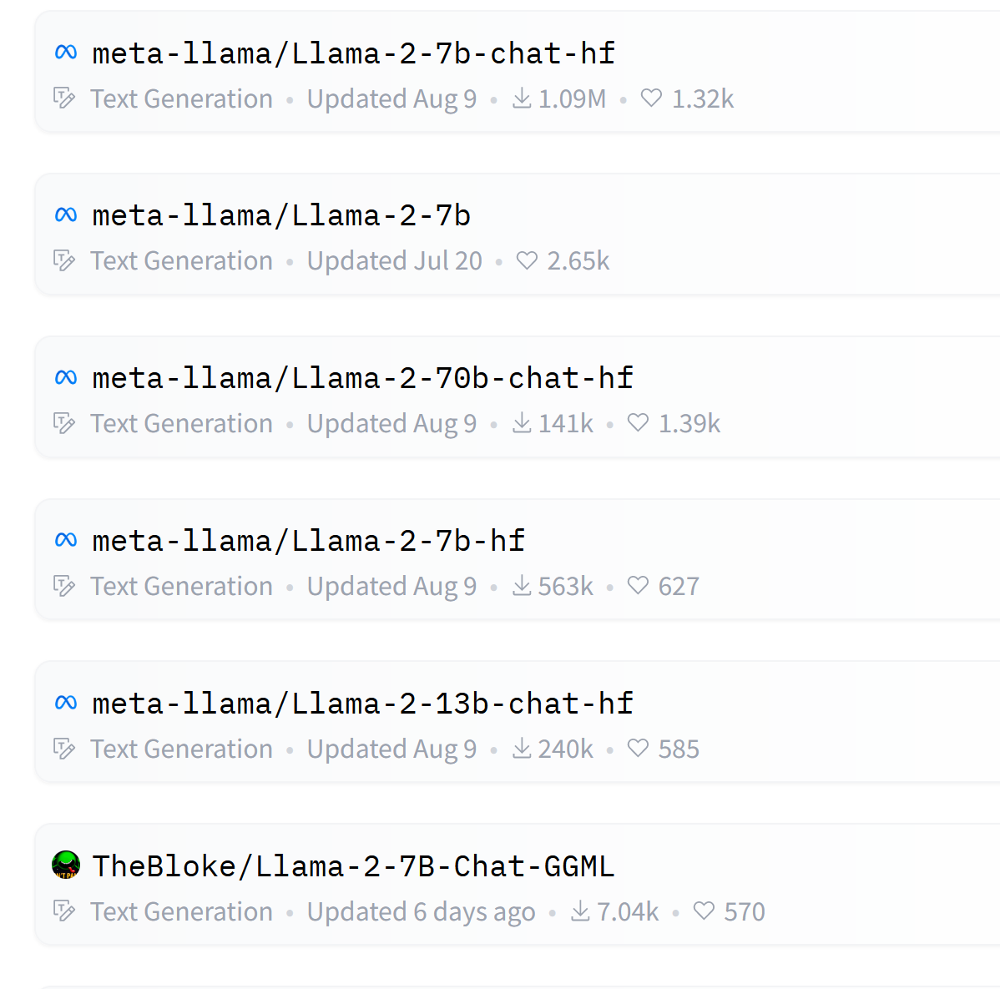 meta-llama/Llama-2-7b-chat-hf
Text Generation • Updated Aug 9 • 1.09M • 1.32k
meta-llama/Llama-2-7b
Text Generation • Updated Jul 20 • 2.65k
meta-llama/Llama-2-70b-chat-hf
Text Generation • Updated Aug 9 • 141k • 1.39k
meta-llama/Llama-2-7b-hf
Text Generation • Updated Aug 9 • 563k • 627
meta-llama/Llama-2-13b-chat-hf
Text Generation • Updated Aug 9 • 240k • 585
TheBloke/Llama-2-7B-Chat-GGML
Text Generation • Updated 6 days ago • 7.04k • 570